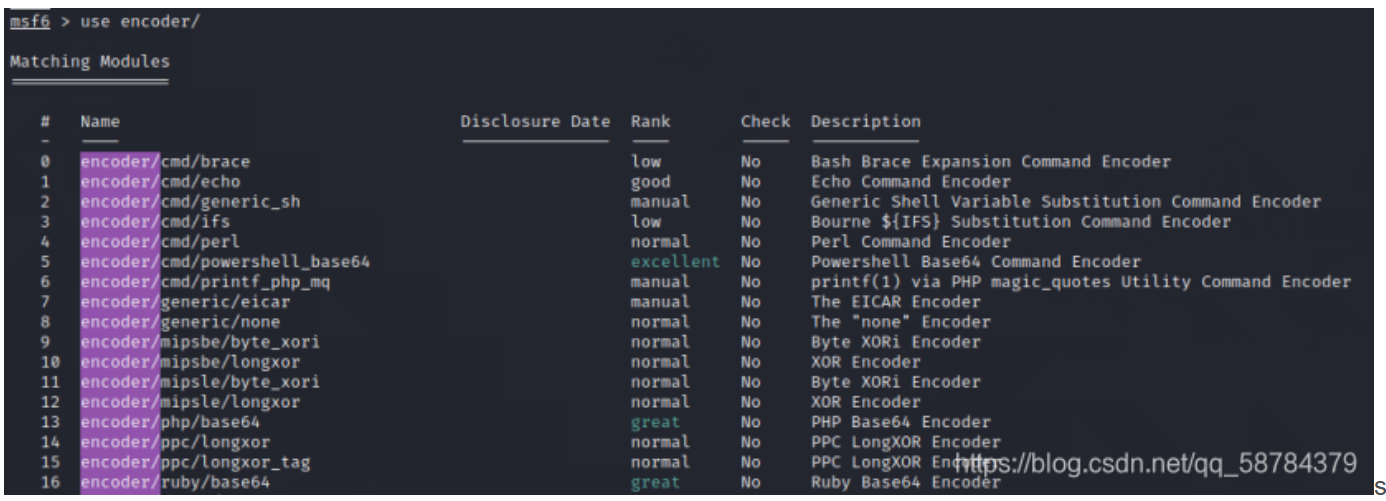 msf6 > use encoder/
Matching Modules
# Name Disclosure Date Rank Check Description
- ---- --------------- ---- ----- -----------
0 encoder/cmd/brace low No Bash Brace Expansion Command Encoder
1 encoder/cmd/echo good No Echo Command Encoder
2 encoder/cmd/generic_sh manual No Generic Shell Variable Substitution Command Encoder
3 encoder/cmd/ifs low No Bourne ${IFS} Substitution Command Encoder
4 encoder/cmd/perl normal No Perl Command Encoder
5 encoder/cmd/powershell_base64 excellent No Powershell Base64 Command Encoder
6 encoder/cmd/printf_php_mq manual No printf(1) via PHP magic_quotes Utility Command Encoder
7 encoder/generic/eicar manual No The EICAR Encoder
8 encoder/generic/none normal No The "none" Encoder
9 encoder/mipsbe/byte_xori normal No Byte XORi Encoder
10 encoder/mipsbe/longxor normal No XOR Encoder
11 encoder/mipsle/byte_xori normal No Byte XORi Encoder
12 encoder/mipsle/longxor normal No XOR Encoder
13 encoder/php/base64 great No PHP Base64 Encoder
14 encoder/ppc/longxor normal No PPC LongXOR Encoder
15 encoder/ppc/longxor_tag normal No PPC LongXOR Encoder
https://blog.csdn.net/qq_58784379
16 encoder/ruby/base64 great No Ruby Base64 Encoder
s